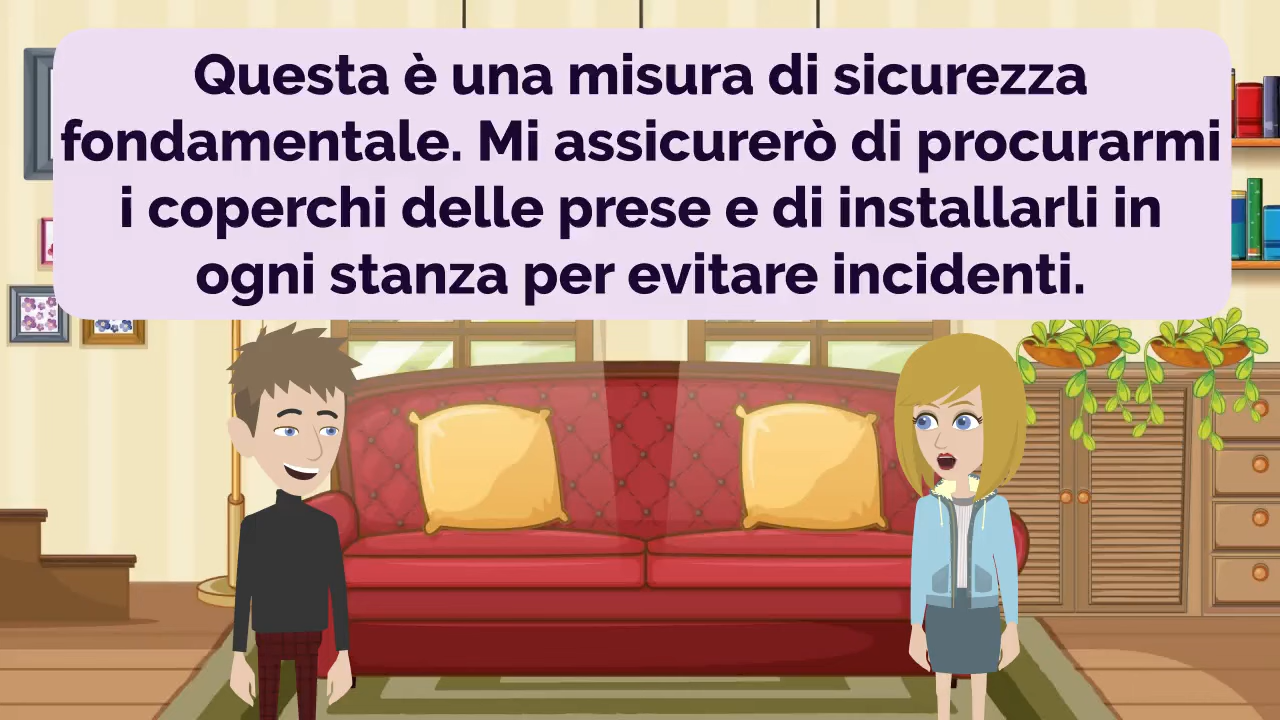 Questa è una misura di sicurezza
fondamentale. Mi assicurerò di procurarmi
i coperchi delle prese e di installarli in
ogni stanza per evitare incidenti.